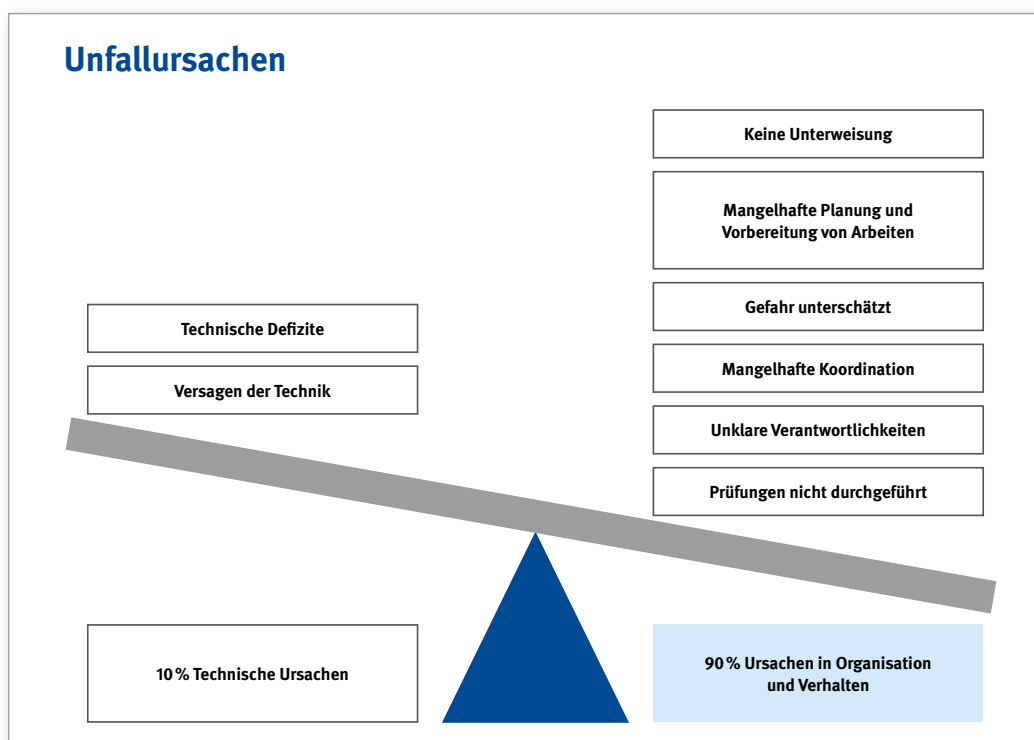 Unfallursachen
Keine Unterweisung
Mangelhafte Planung und
Vorbereitung von Arbeiten
Gefahr unterschätzt
Mangelhafte Koordination
Unklare Verantwortlichkeiten
Prüfungen nicht durchgeführt
Technische Defizite
Versagen der Technik
10 % Technische Ursachen
90 % Ursachen in Organisation
und Verhalten